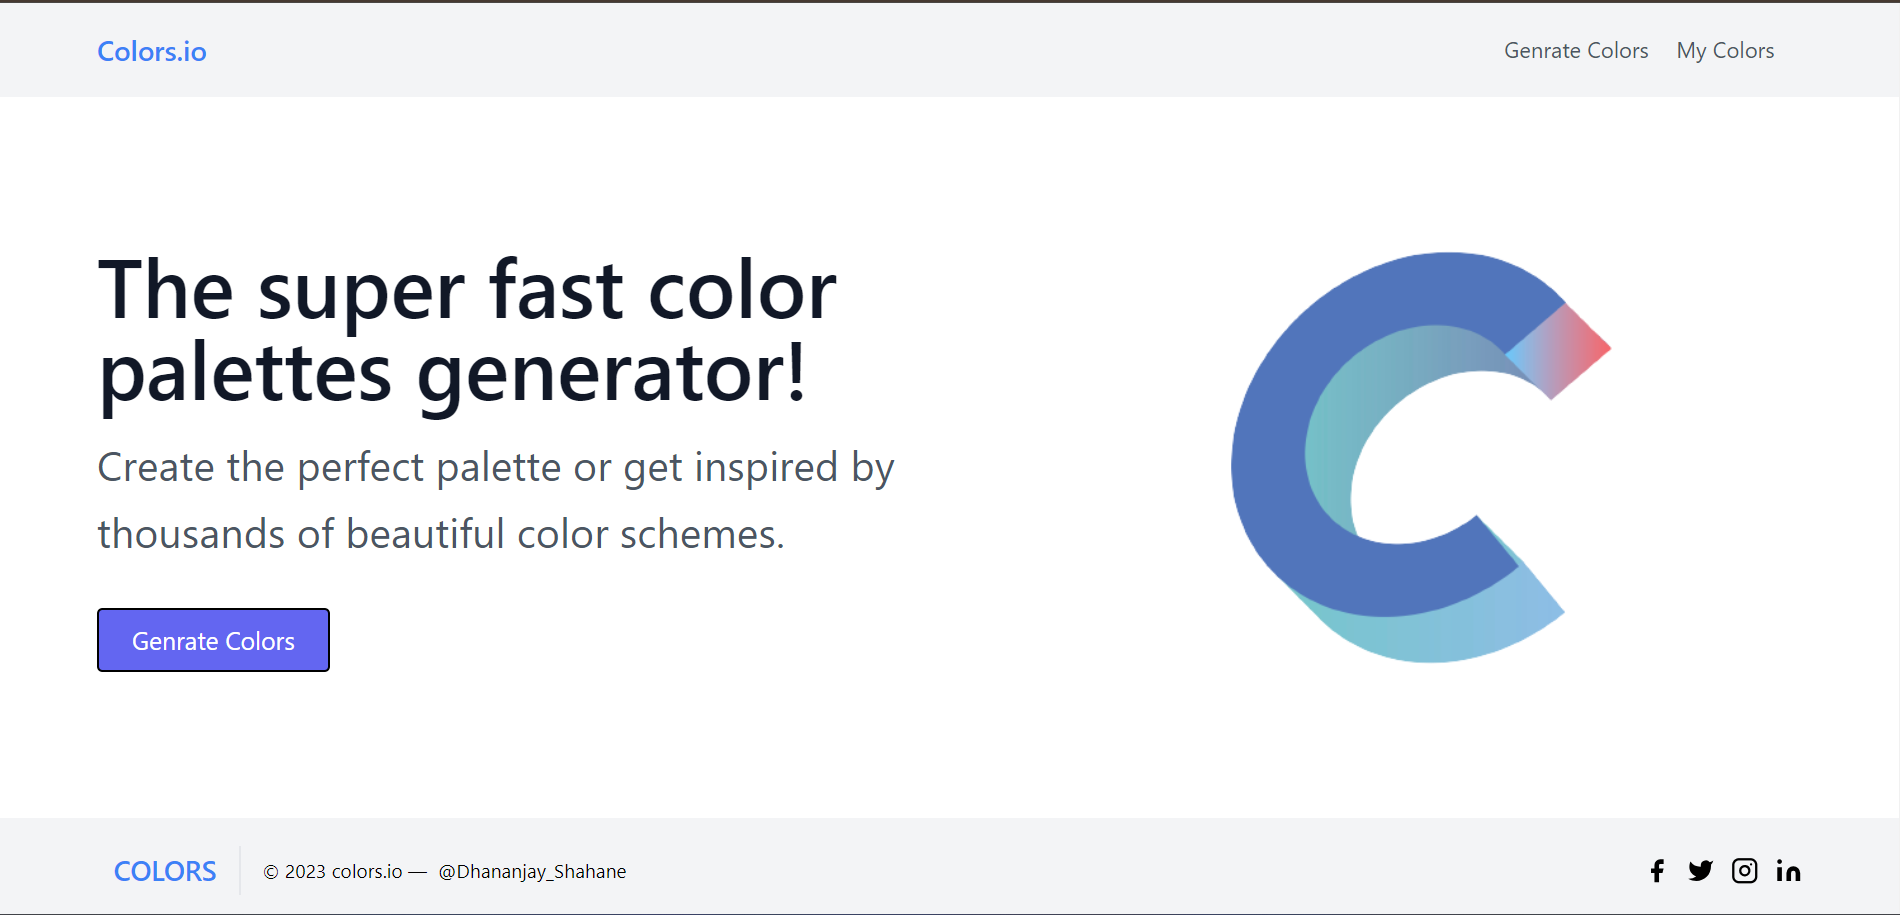 Colors.io
Genrate Colors
My Colors
The super fast color
palettes generator!
Create the perfect palette or get inspired by
thousands of beautiful color schemes.
Genrate Colors
COLORS
© 2023 colors.io — @Dhananjay_Shahane